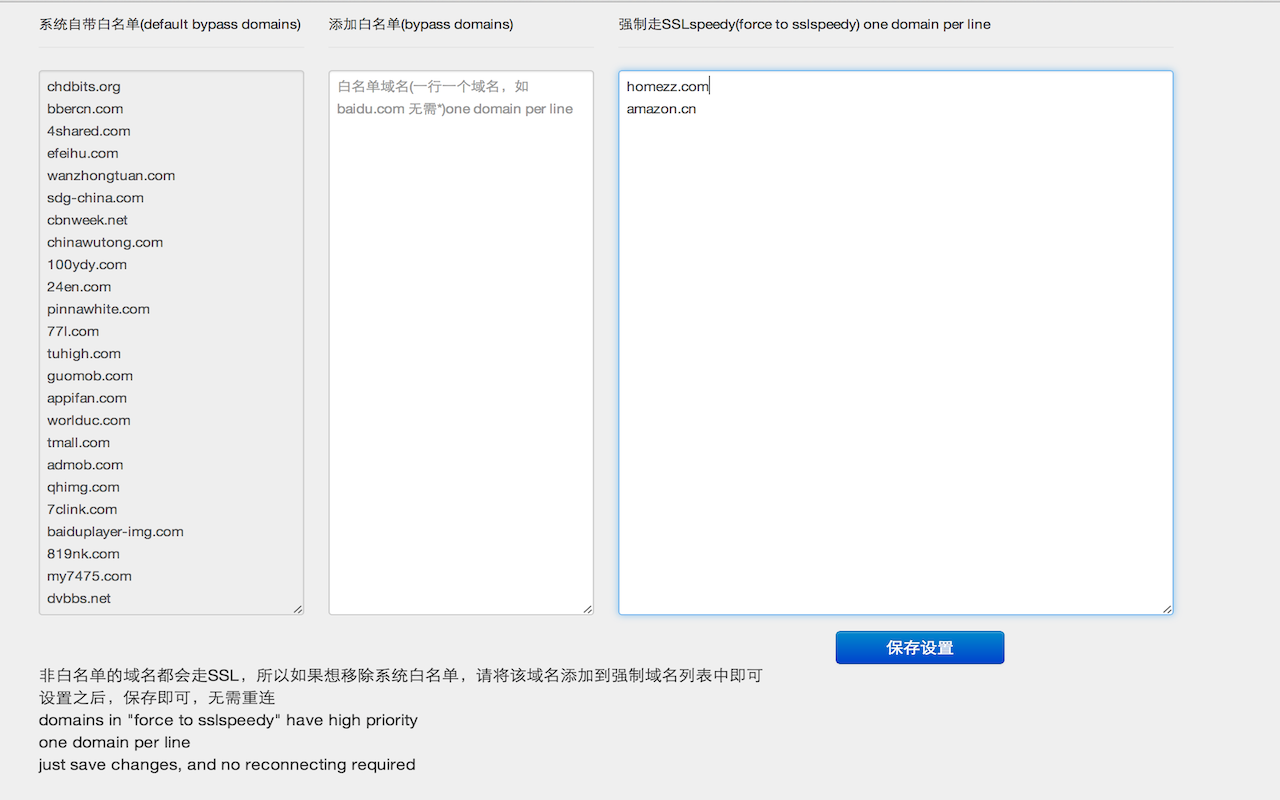 系统自带白名单(default bypass domains)
添加白名单(bypass domains)
强制走SSLspeedy(force to sslspeedy) one domain per line
chdbits.org
bbercn.com
4shared.com
efeihu.com
wanzhongtuan.com
sdg-china.com
cbnweek.net
chinawutong.com
100ydy.com
24en.com
pinnawhite.com
77l.com
tuhigh.com
guomob.com
appifan.com
worlduc.com
tmall.com
admob.com
qhimg.com
7clink.com
baiduplayer-img.com
819nk.com
my7475.com
dvbbs.net
白名单域名(一行一个域名，如
baidu.com 无需*)one domain per line
homezz.com
amazon.cn
保存设置
非白名单的域名都会走SSL，所以如果想移除系统白名单，请将该域名添加到强制域名列表中即可
设置之后，保存即可，无需重连
domains in "force to sslspeedy" have high priority
one domain per line
just save changes, and no reconnecting required